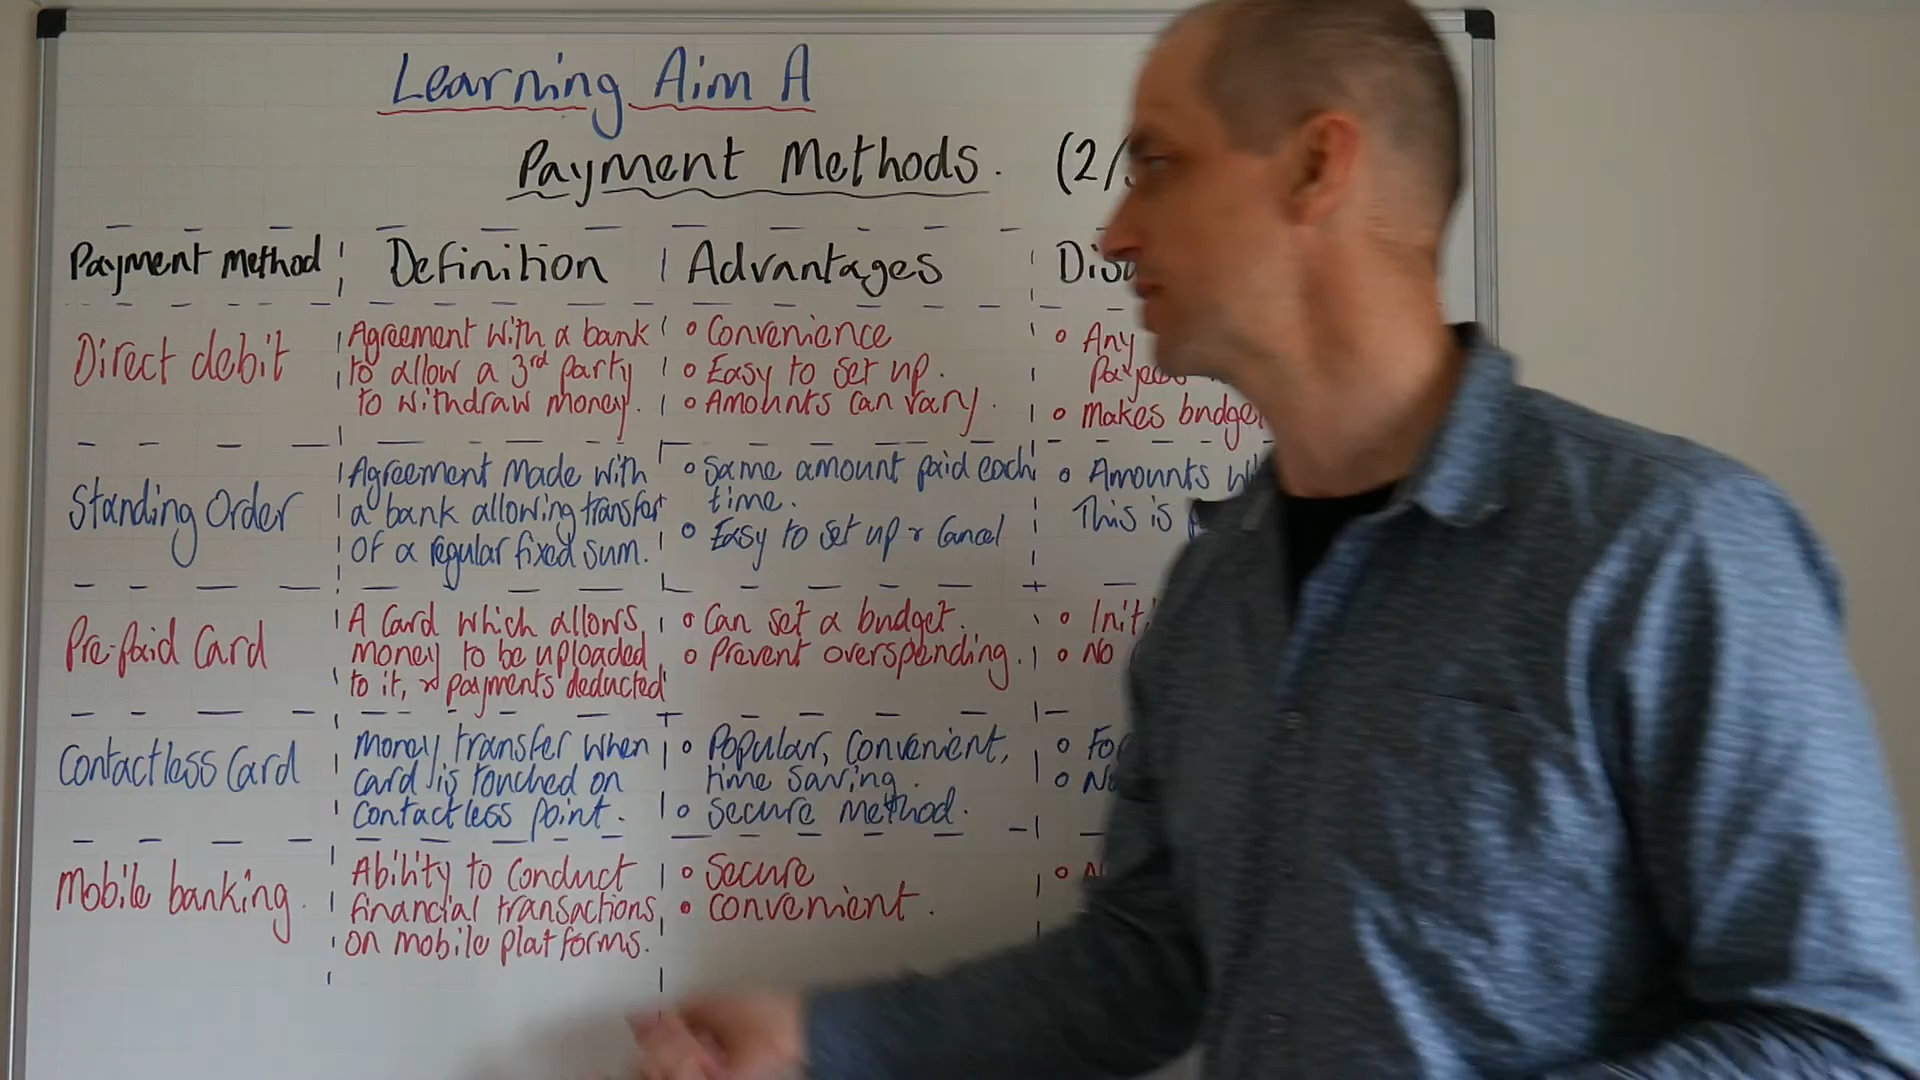 Learning Aim A
Payment Methods. (2/
Payment method
Definition
Advantages
Direct debit
Agreement with a bank
to allow a 3rd party
to withdraw money.
• Convenience
• Easy to set up.
• Amounts can vary.
• Any
• Makes
Standing Order
Agreement made with
a bank allowing transfer
of a regular fixed sum.
• Same amount paid each
time.
• Easy to set up & Cancel
• Amounts
This is
Pre-paid Card
A Card which allows
money to be uploaded
to it, & payments deducted
• Can set a budget.
• Prevent overspending.
• No
Contactless Card
Money transfer when
card is touched on
contactless point.
• Popular, convenient,
time saving.
• Secure method.
Mobile banking.
Ability to conduct
financial transactions
on mobile platforms.
• Secure
• convenient.